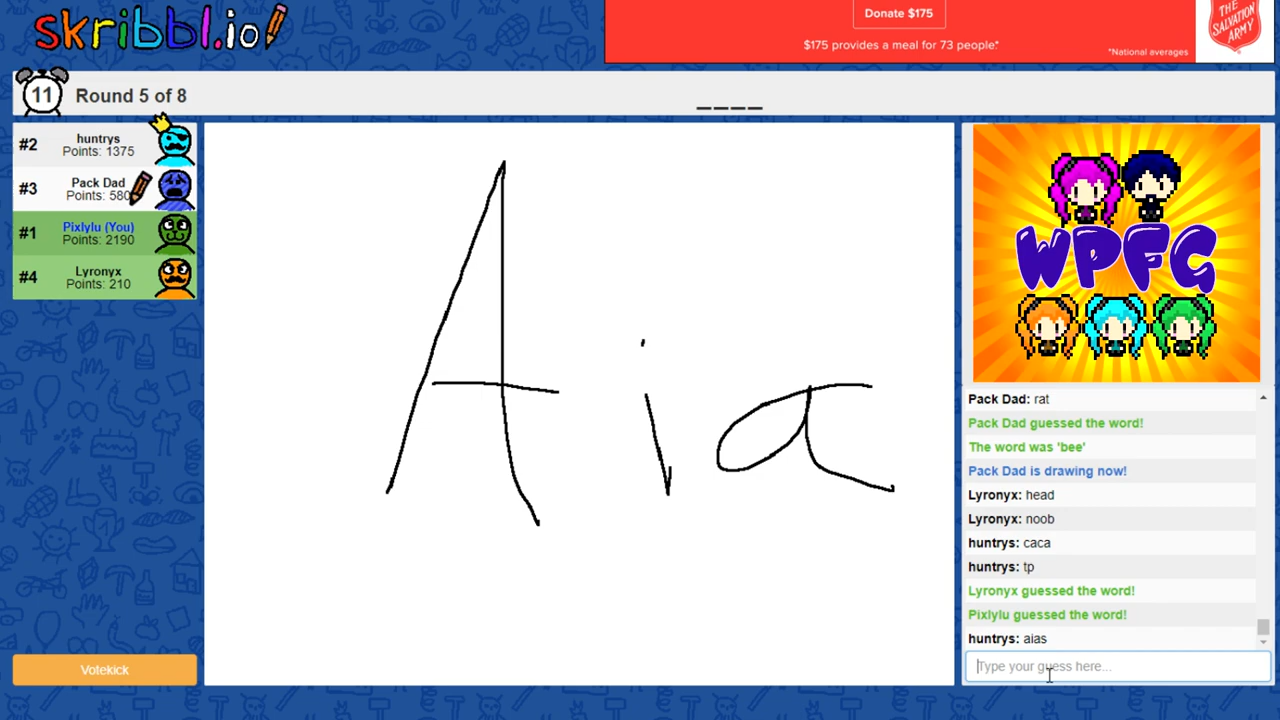 skribbl.io
Donate $175
$175 provides a meal for 73 people.*
*National averages
THE SALVATION ARMY
11
Round 5 of 8
_ _ _ _
#2 huntrys
Points: 1375
#3 Pack Dad
Points: 580
#1 Pixlylu (You)
Points: 2190
#4 Lyronyx
Points: 210
Aia
WPFG
Pack Dad: rat
Pack Dad guessed the word!
The word was 'bee'
Pack Dad is drawing now!
Lyronyx: head
Lyronyx: noob
huntrys: caca
huntrys: tp
Lyronyx guessed the word!
Pixlylu guessed the word!
huntrys: aias
Type your guess here...
Votekick